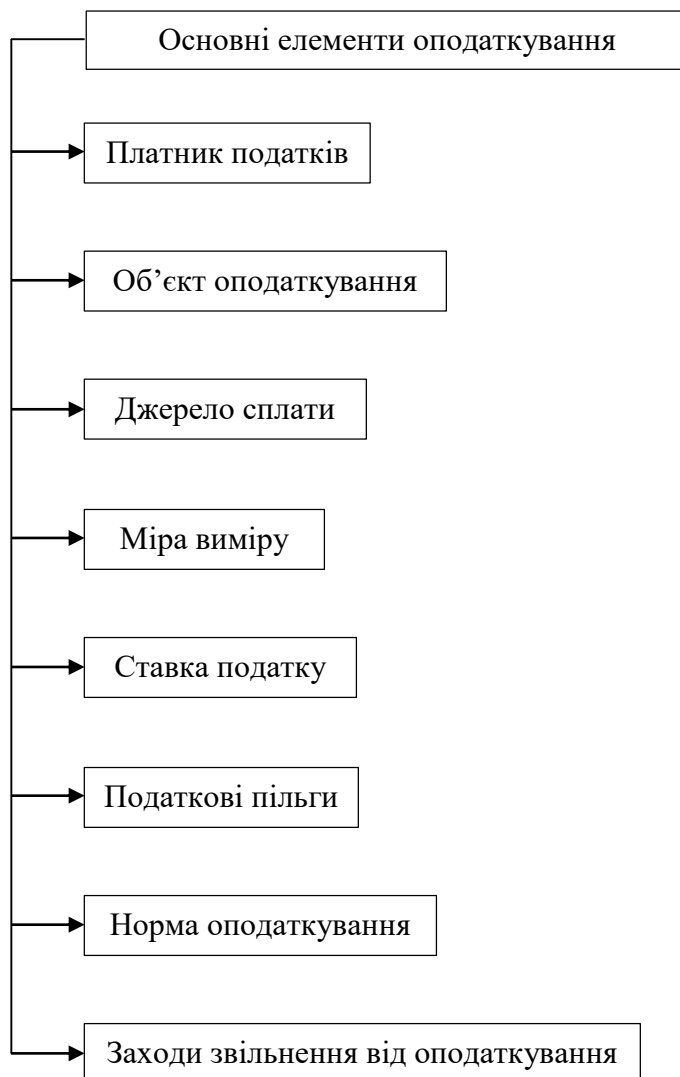 Основні елементи оподаткування
Платник податків
Об’єкт оподаткування
Джерело сплати
Міра виміру
Ставка податку
Податкові пільги
Норма оподаткування
Заходи звільнення від оподаткування